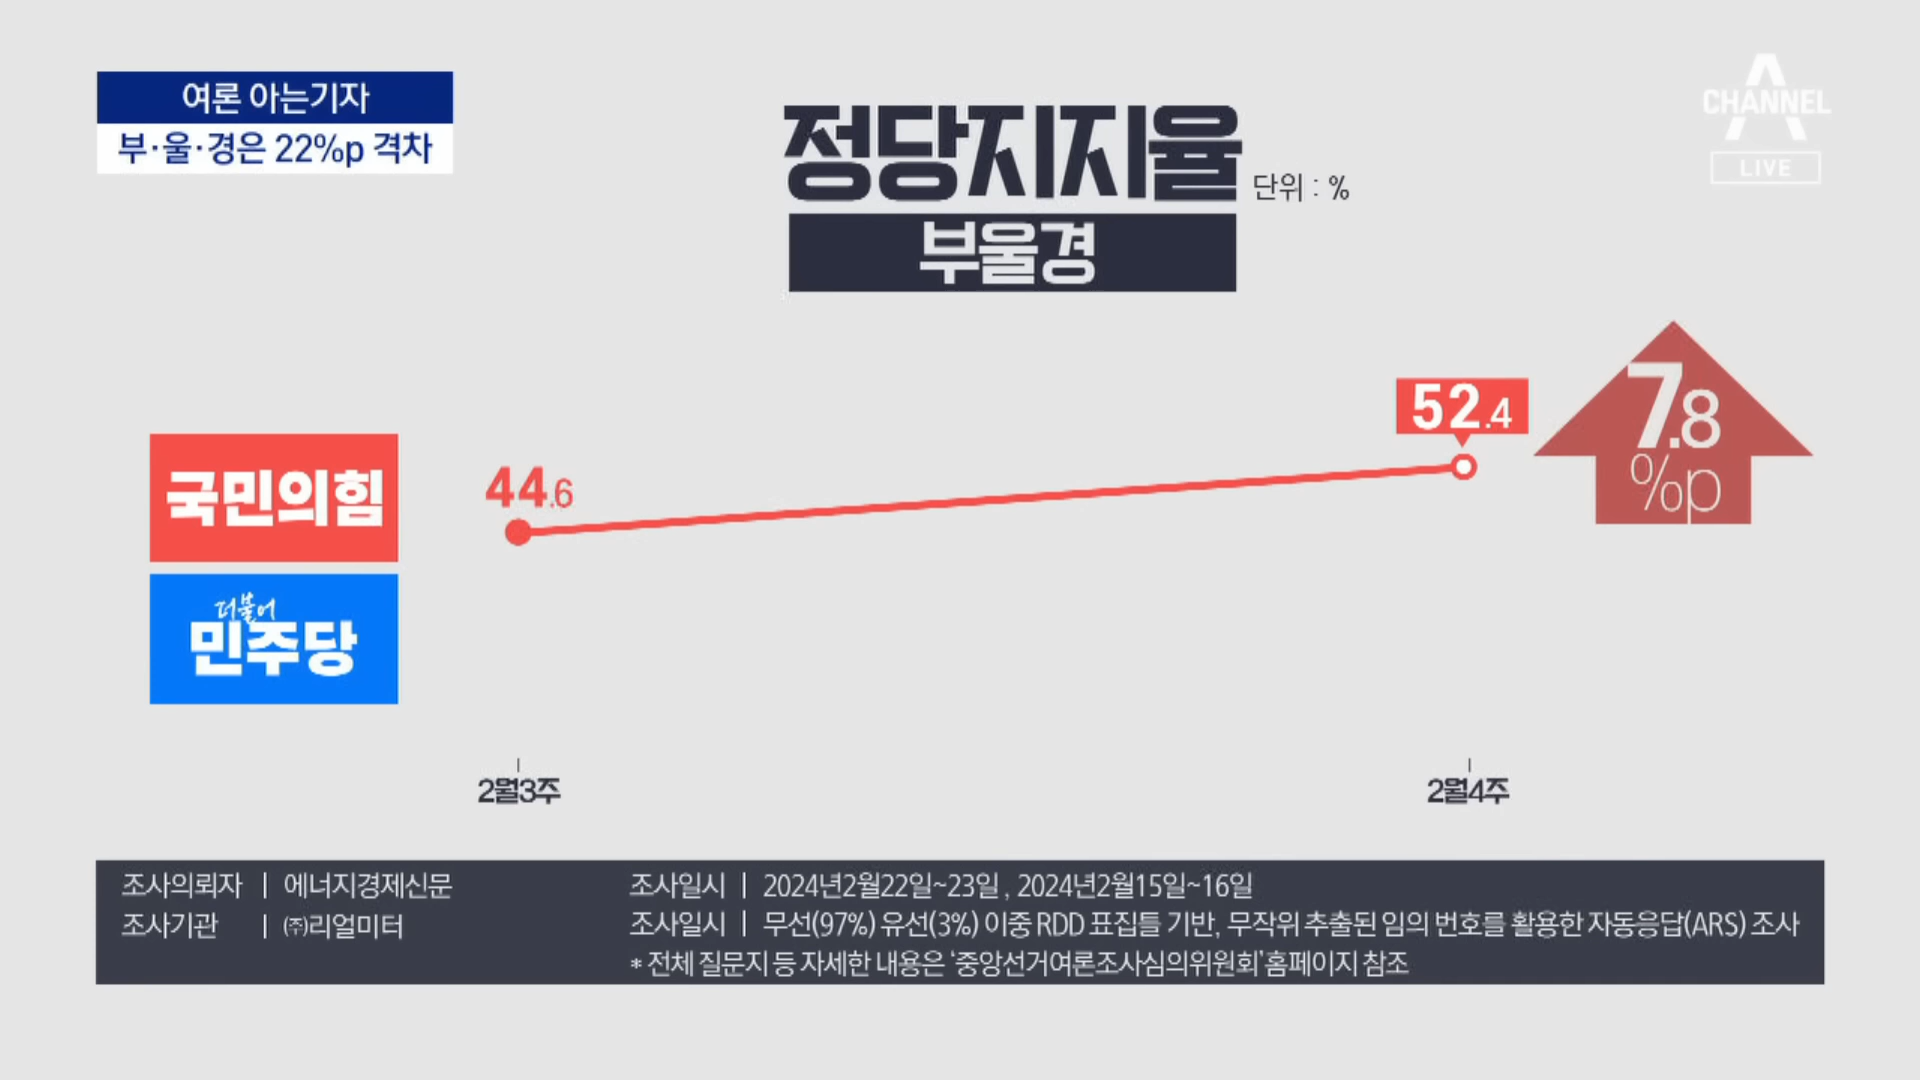 여론 아는기자
부·울·경은 22%p 격차
CHANNEL A
LIVE
정당지지율
단위 : %
부울경
국민의힘
더불어
민주당
44.6
52.4
7.8
%p
2월3주
2월4주
조사의뢰자 | 에너지경제신문
조사기관 | ㈜리얼미터
조사일시 | 2024년2월22일~23일, 2024년2월15일~16일
조사일시 | 무선(97%) 유선(3%) 이중 RDD 표집틀 기반, 무작위 추출된 임의 번호를 활용한 자동응답(ARS) 조사
* 전체 질문지 등 자세한 내용은 '중앙선거여론조사심의위원회'홈페이지 참조